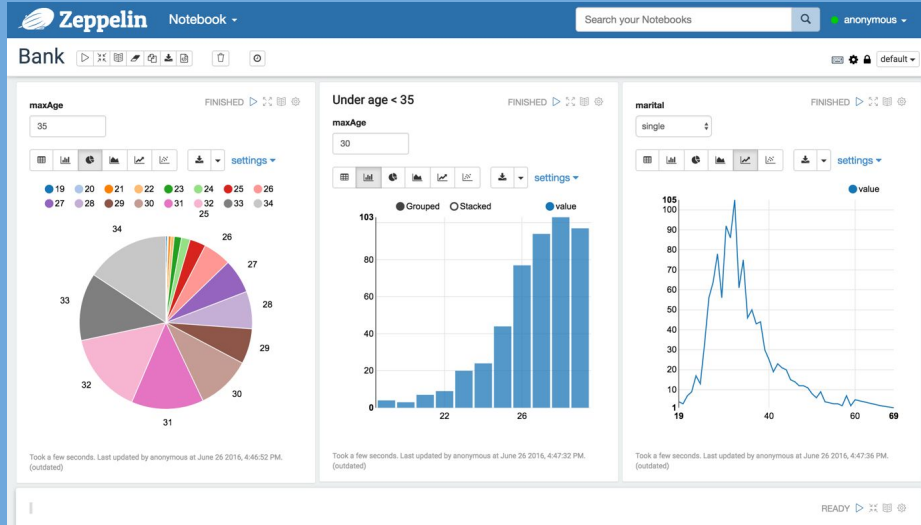 Zeppelin Notebook Search your Notebooks anonymous
Bank default
maxAge FINISHED
35
settings
19 20 21 22 23 24 25 26
27 28 29 30 31 32 33 34
25
34 26
27
33 28
29
32 30
31
Took a few seconds. Last updated by anonymous at June 26 2016, 4:46:52 PM.
(outdated)
Under age < 35 FINISHED
maxAge
30
settings
Grouped Stacked value
103
80
60
40
20
0
22 26
Took a few seconds. Last updated by anonymous at June 26 2016, 4:47:32 PM.
(outdated)
marital FINISHED
single
settings
value
105
100
90
80
70
60
50
40
30
20
10
1
19 40 60 69
Took a few seconds. Last updated by anonymous at June 26 2016, 4:47:36 PM.
(outdated)
READY